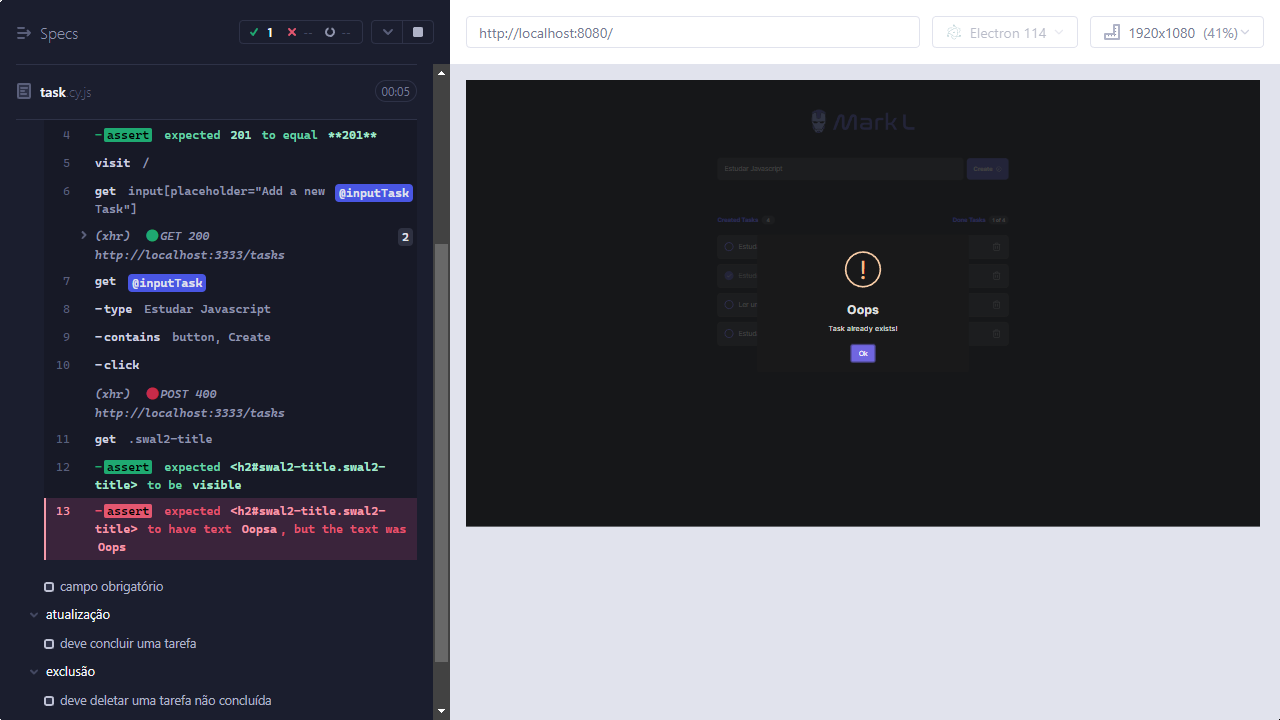 Specs
1
--
--
http://localhost:8080/
Electron 114
1920x1080 (41%)
task.cy.js
00:05
4 -assert expected 201 to equal **201**
5 visit /
6 get input[placeholder="Add a new @inputTask
Task"]
(xhr) GET 200 2
http://localhost:3333/tasks
7 get @inputTask
8 -type Estudar Javascript
9 -contains button, Create
10 -click
(xhr) POST 400
http://localhost:3333/tasks
11 get .swal2-title
12 -assert expected <h2#swal2-title.swal2-
title> to be visible
13 -assert expected <h2#swal2-title.swal2-
title> to have text Oopsa, but the text was
Oops
campo obrigatório
atualização
deve concluir uma tarefa
exclusão
deve deletar uma tarefa não concluída
Mark L
Estudar Javascript
Create
Created Tasks 4
Done Tasks 1 of 4
Estud
Estud
Ler ur
Estud
!
Oops
Task already exists!
Ok